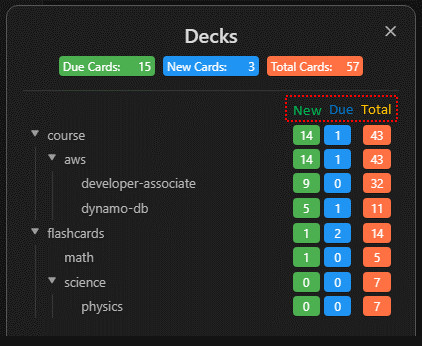 Decks
Due Cards: 15 New Cards: 3 Total Cards: 57
New Due Total
course 14 1 43
aws 14 1 43
developer-associate 9 0 32
dynamo-db 5 1 11
flashcards 1 2 14
math 1 0 5
science 0 0 7
physics 0 0 7